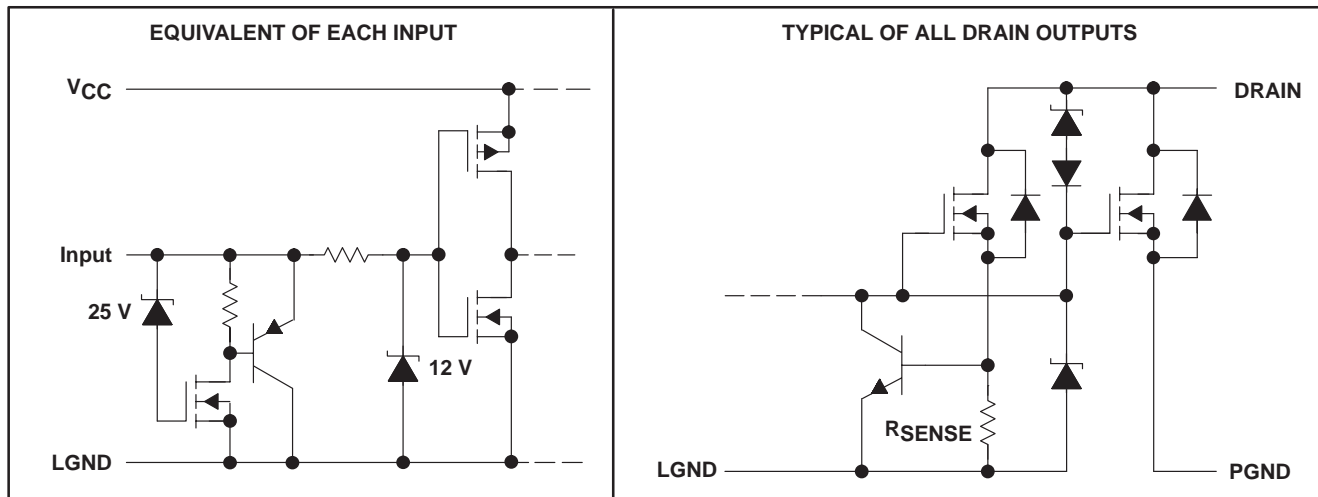 EQUIVALENT OF EACH INPUT
VCC
Input
25 V
12 V
LGND
TYPICAL OF ALL DRAIN OUTPUTS
DRAIN
RSENSE
LGND
PGND